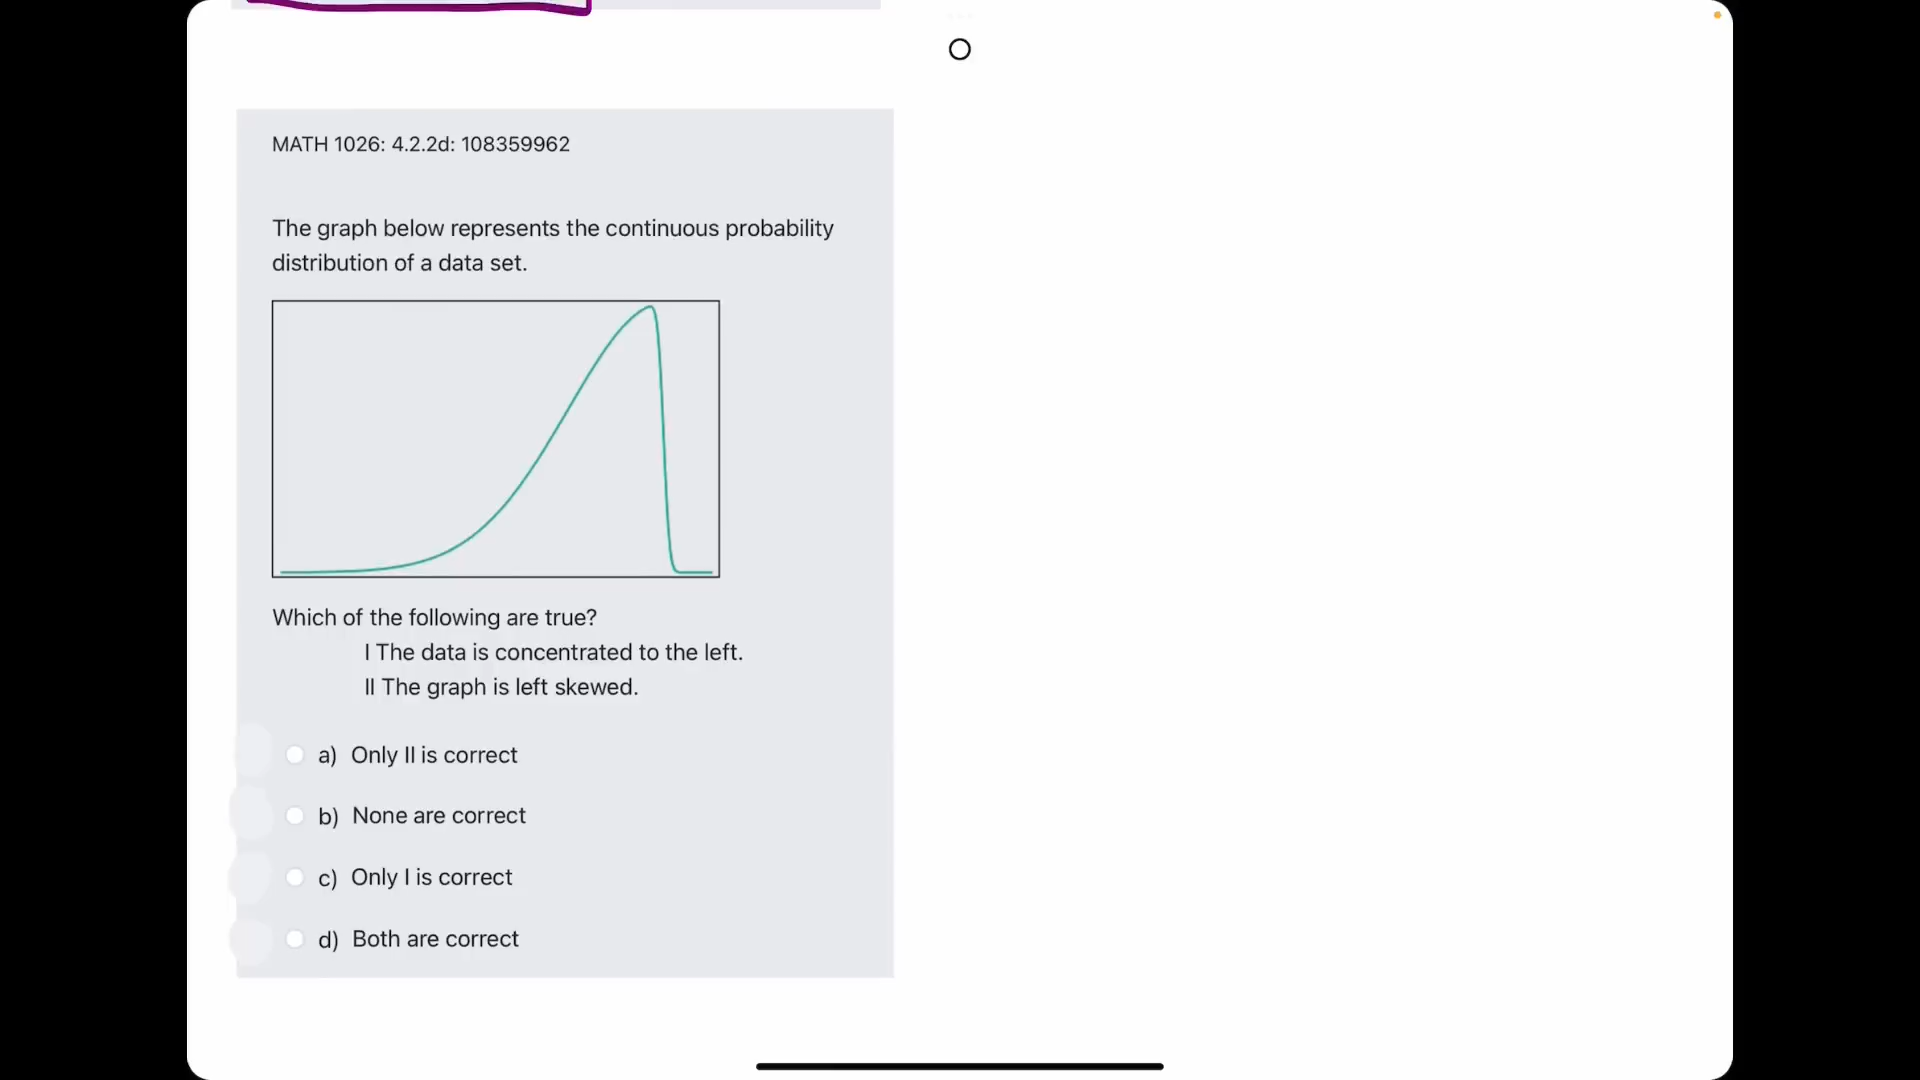 MATH 1026: 4.2.2d: 108359962
The graph below represents the continuous probability
distribution of a data set.
Which of the following are true?
I The data is concentrated to the left.
II The graph is left skewed.
a) Only II is correct
b) None are correct
c) Only I is correct
d) Both are correct